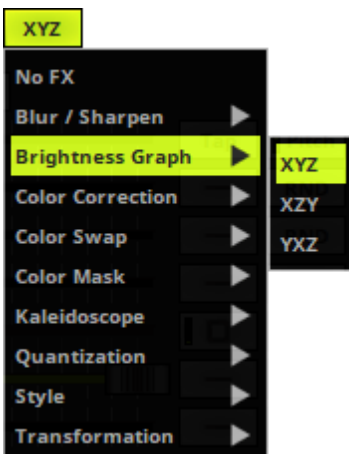 XYZ
No FX
Blur / Sharpen
Brightness Graph
Color Correction
Color Swap
Color Mask
Kaleidoscope
Quantization
Style
Transformation
XYZ
XZY
YXZ